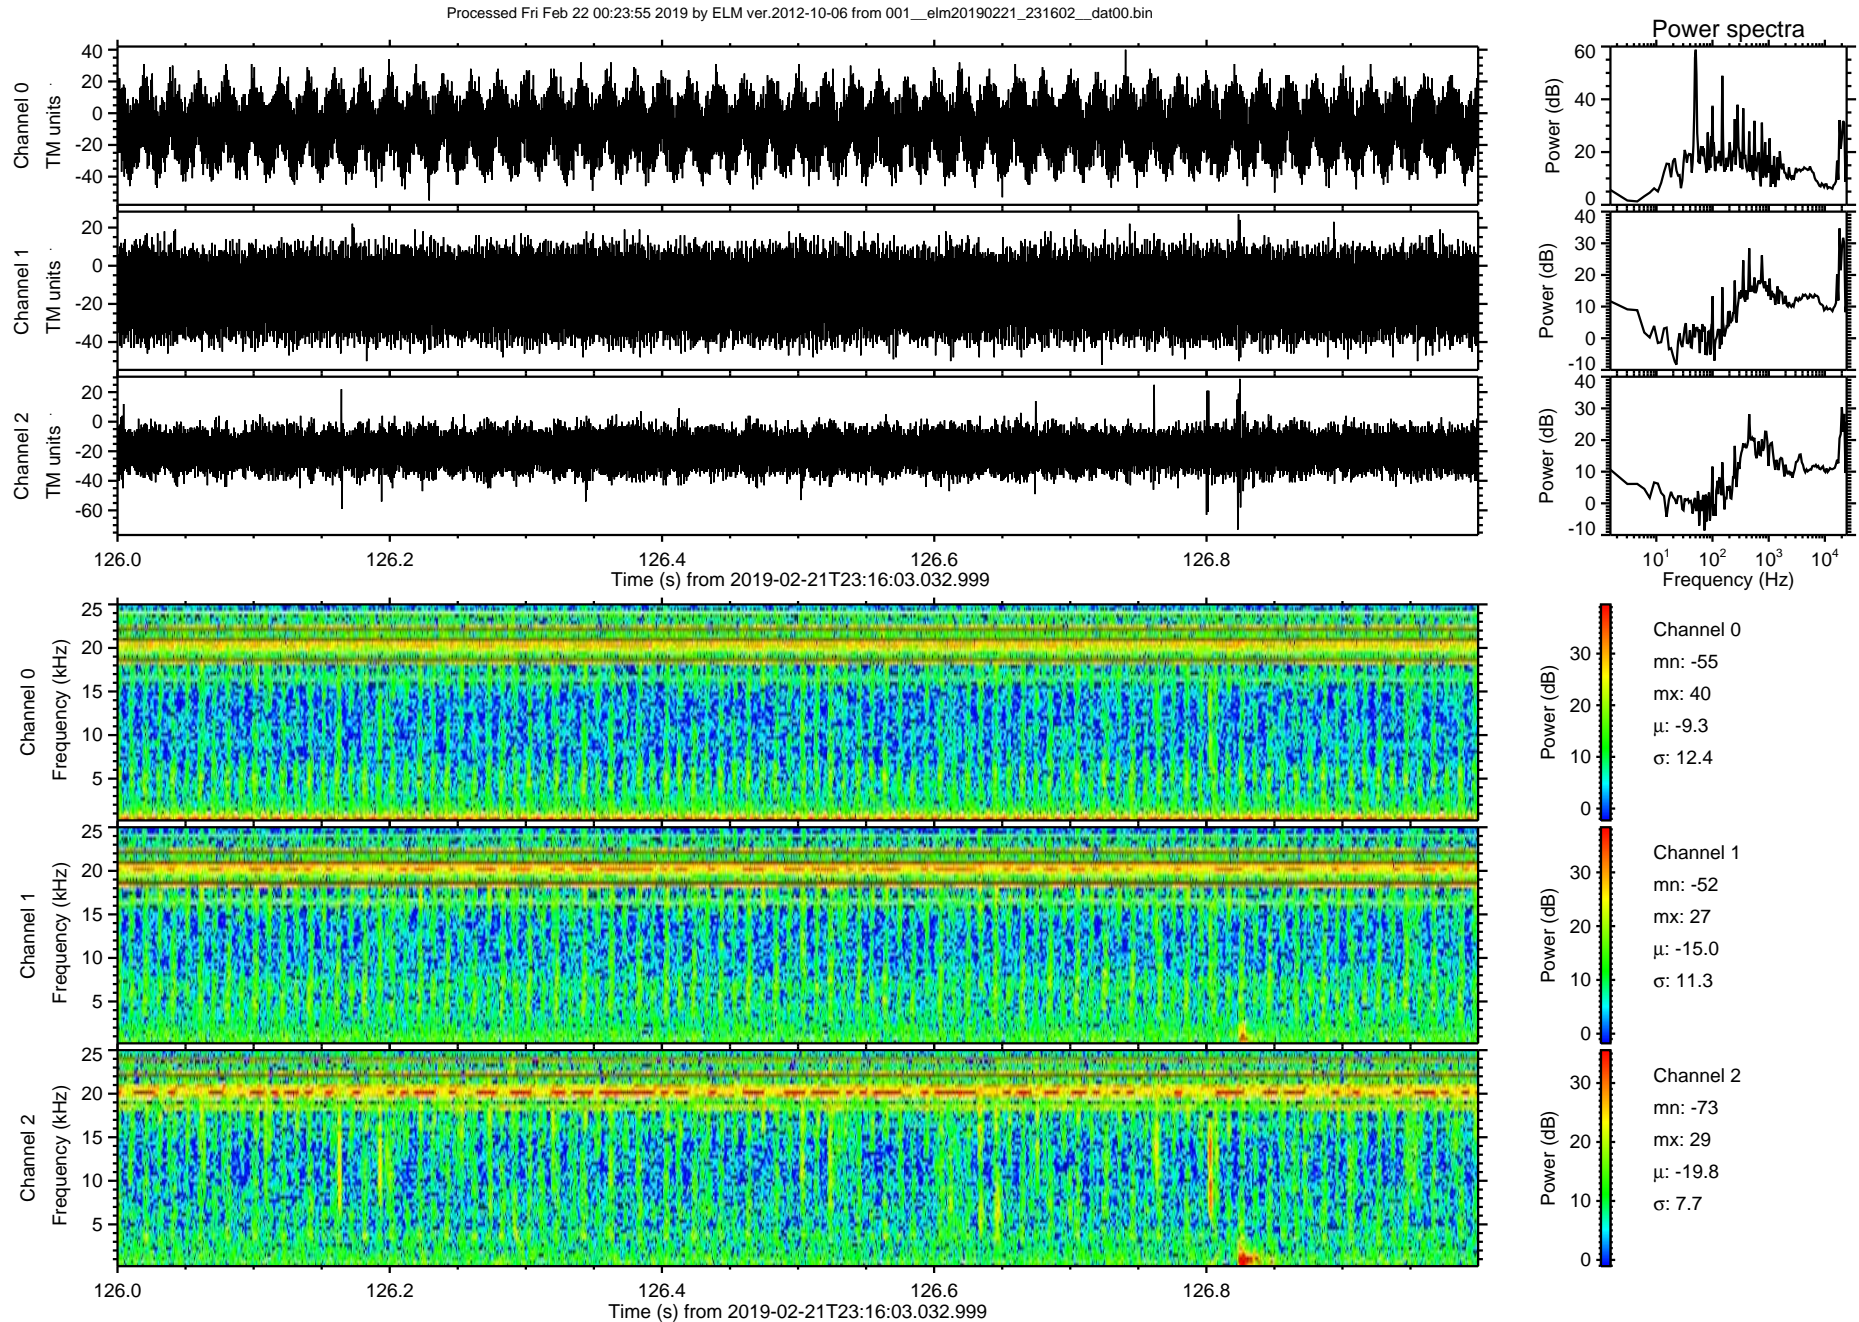 Processed Fri Feb 22 00:23:55 2019 by ELM ver.2012-10-06 from 001__elm20190221_231602__dat00.bin
Power spectra
Channel 0
TM units
40
20
0
-20
-40
Power (dB)
60
40
20
0
Channel 1
TM units
20
0
-20
-40
Power (dB)
40
30
20
10
0
-10
Channel 2
TM units
20
0
-20
-40
-60
Power (dB)
40
30
20
10
0
-10
126.0 126.2 126.4 126.6 126.8
Time (s) from 2019-02-21T23:16:03.032.999
10¹ 10² 10³ 10⁴
Frequency (Hz)
Channel 0
Frequency (kHz)
25
20
15
10
5
Power (dB)
30
20
10
0
Channel 0
mn: -55
mx: 40
μ: -9.3
σ: 12.4
Channel 1
Frequency (kHz)
25
20
15
10
5
Power (dB)
30
20
10
0
Channel 1
mn: -52
mx: 27
μ: -15.0
σ: 11.3
Channel 2
Frequency (kHz)
25
20
15
10
5
Power (dB)
30
20
10
0
Channel 2
mn: -73
mx: 29
μ: -19.8
σ: 7.7
126.0 126.2 126.4 126.6 126.8
Time (s) from 2019-02-21T23:16:03.032.999